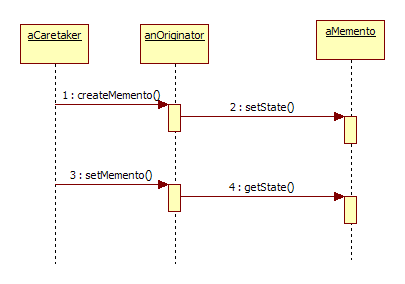 aCaretaker
anOriginator
aMemento
1 : createMemento()
2 : setState()
3 : setMemento()
4 : getState()